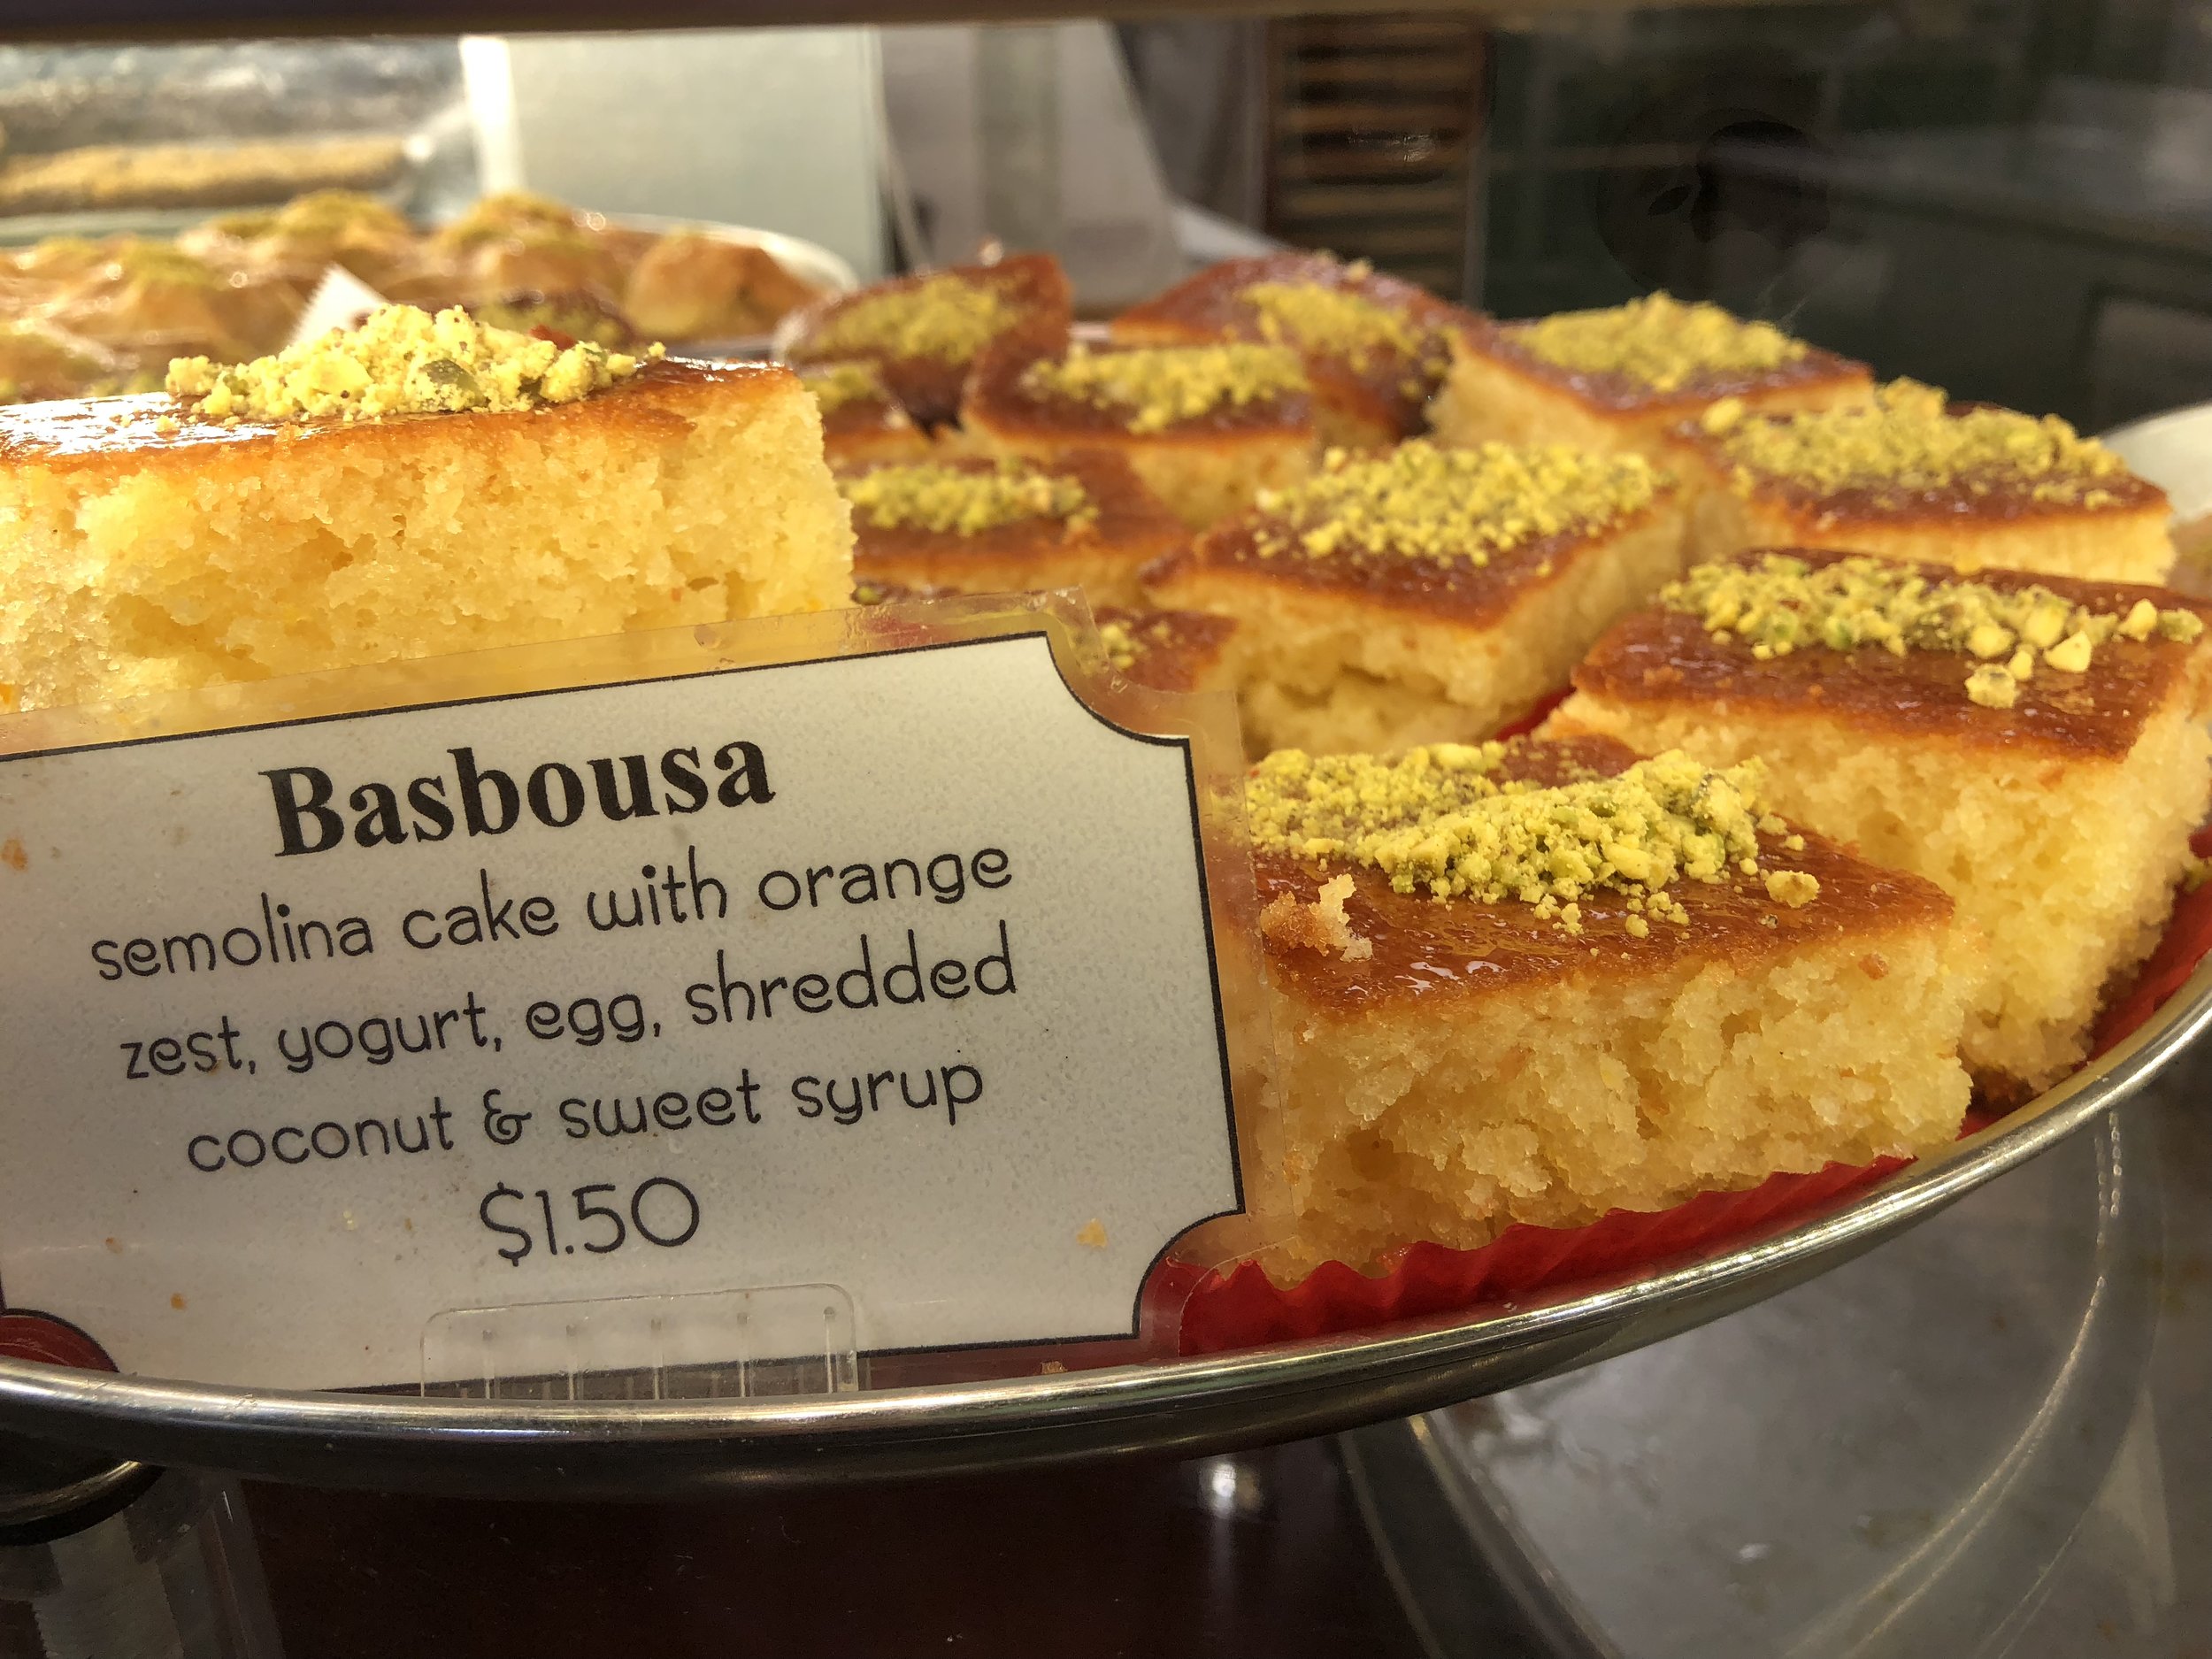 Basbousa
semolina cake with orange
zest, yogurt, egg, shredded
coconut & sweet syrup
$1.50